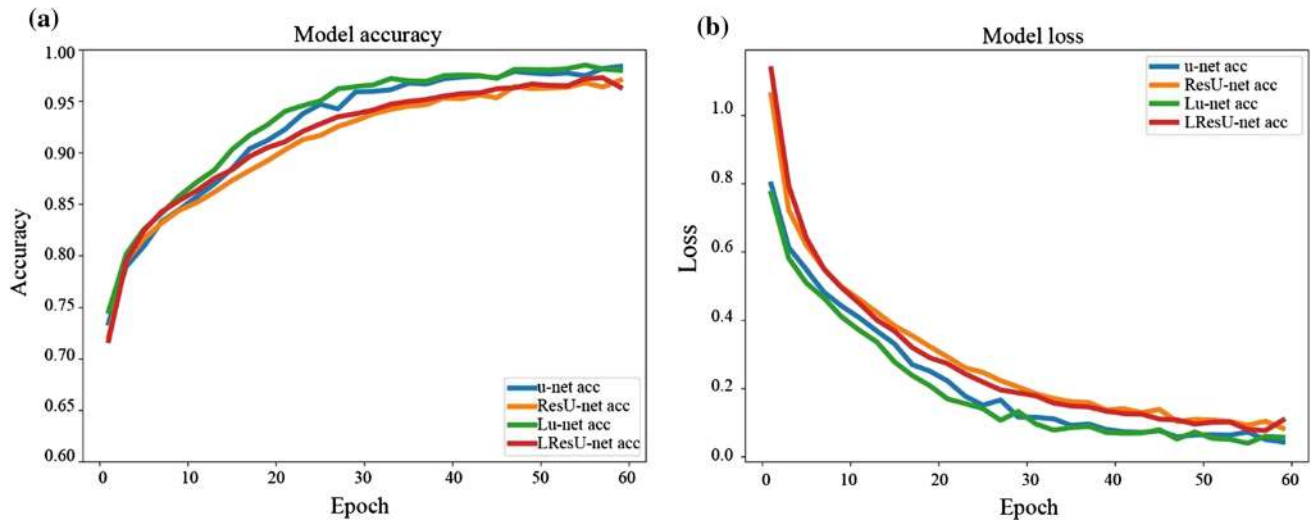 (a)
Model accuracy
1.00
0.95
0.90
0.85
0.80
0.75
0.70
0.65
0.60
Accuracy
u-net acc
ResU-net acc
Lu-net acc
LResU-net acc
0 10 20 30 40 50 60
Epoch
(b)
Model loss
1.0
0.8
0.6
0.4
0.2
0.0
Loss
u-net acc
ResU-net acc
Lu-net acc
LResU-net acc
0 10 20 30 40 50 60
Epoch